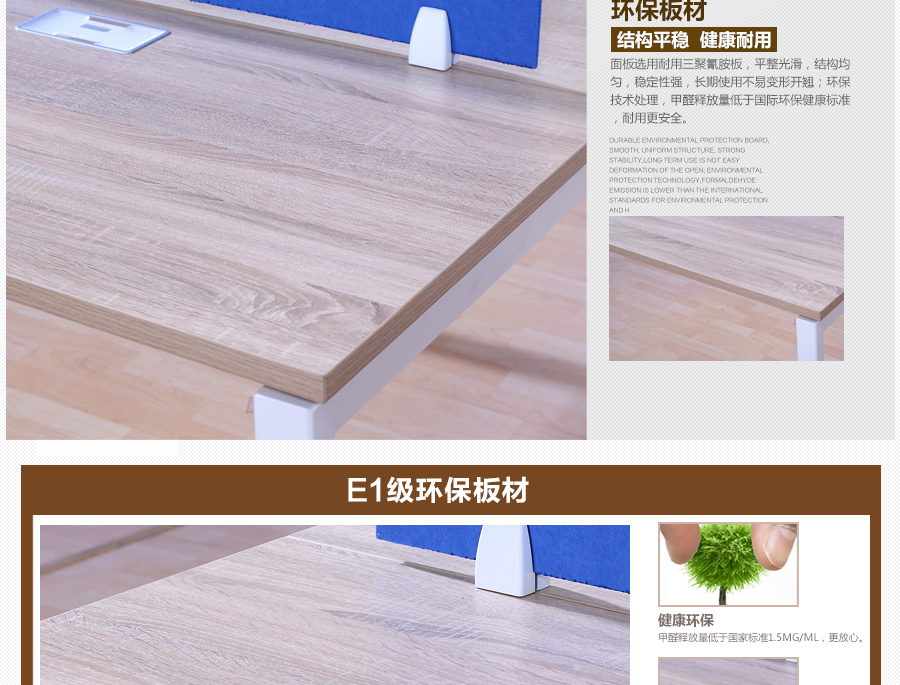 环保板材
结构平稳 健康耐用
面板选用耐用三聚氰胺板，平整光滑，结构均
匀，稳定性强，长期使用不易变形开翘；环保
技术处理，甲醛释放量低于国际环保健康标准
，耐用更安全。
DURABLE ENVIRONMENTAL PROTECTION BOARD,
SMOOTH, UNIFORM STRUCTURE, STRONG
STABILITY,LONG TERM USE IS NOT EASY
DEFORMATION OF THE OPEN; ENVIRONMENTAL
PROTECTION TECHNOLOGY,FORMALDEHYDE
EMISSION IS LOWER THAN THE INTERNATIONAL
STANDARDS FOR ENVIRONMENTAL PROTECTION
AND H
E1级环保板材
健康环保
甲醛释放量低于国家标准1.5MG/ML，更放心。